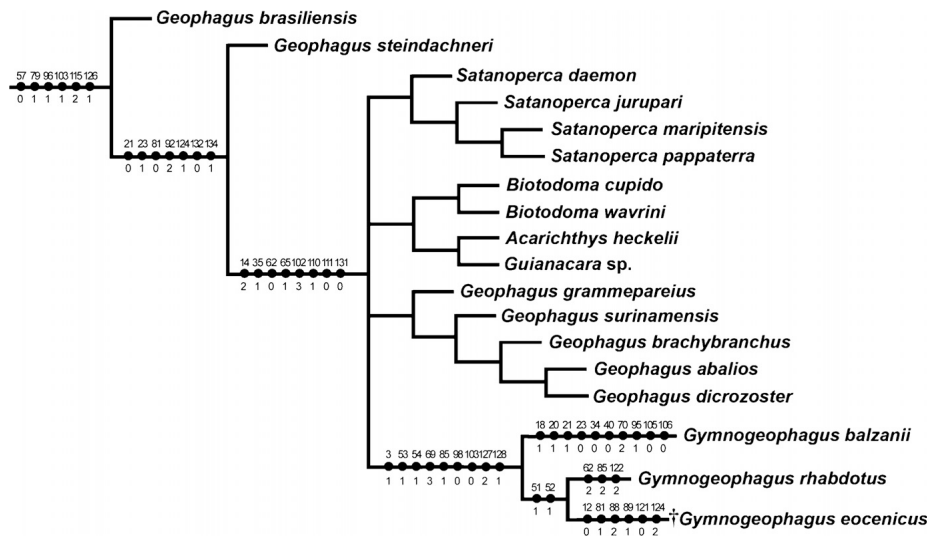 Geophagus brasiliensis
Geophagus steindachneri
57 79 96 103 115 126
0 1 1 1 2 1
Satanoperca daemon
Satanoperca jurupari
Satanoperca maripitensis
21 23 81 92 124 132 134
0 1 0 2 1 0 1
Satanoperca pappaterra
Biotodoma cupido
Biotodoma wavrini
Acarichthys heckelii
14 35 62 65 102 110 111 131
2 1 0 1 3 1 0 0
Guianacara sp.
Geophagus grammepareius
Geophagus surinamensis
Geophagus brachybranchus
Geophagus abalios
Geophagus dicrozoster
18 20 21 23 34 40 70 95 105 106
1 1 1 0 0 0 2 1 0 0
Gymnogeophagus balzanii
3 53 54 69 85 98 103 127 128
1 1 1 3 1 0 0 2 1
62 85 122
2 2 2
Gymnogeophagus rhabdotus
51 52
1 1
12 81 88 89 121 124
0 1 2 1 0 2
†Gymnogeophagus eocenicus